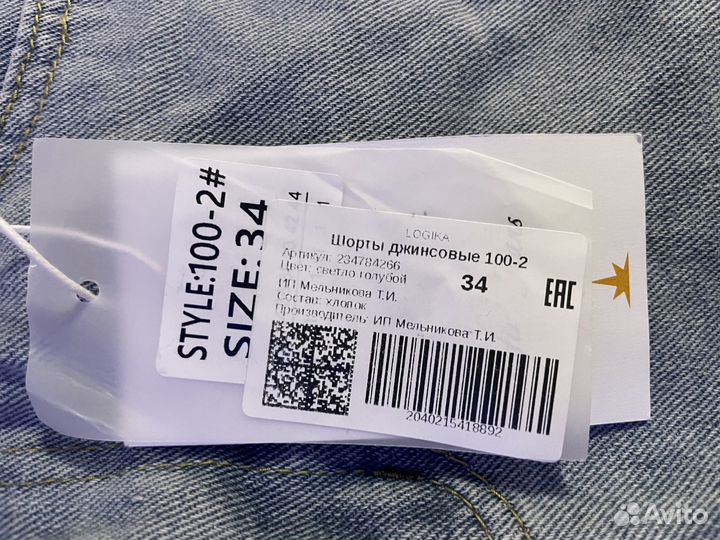 STYLE:100-2#
SIZE:34
LOGIKA
Шорты джинсовые 100-2
Артикул: 234784266
Цвет: светло голубой
34
EAC
ИП Мельникова Т.И.
Состав: хлопок
Производитель: ИП Мельникова Т.И.
2040215418892
Avito